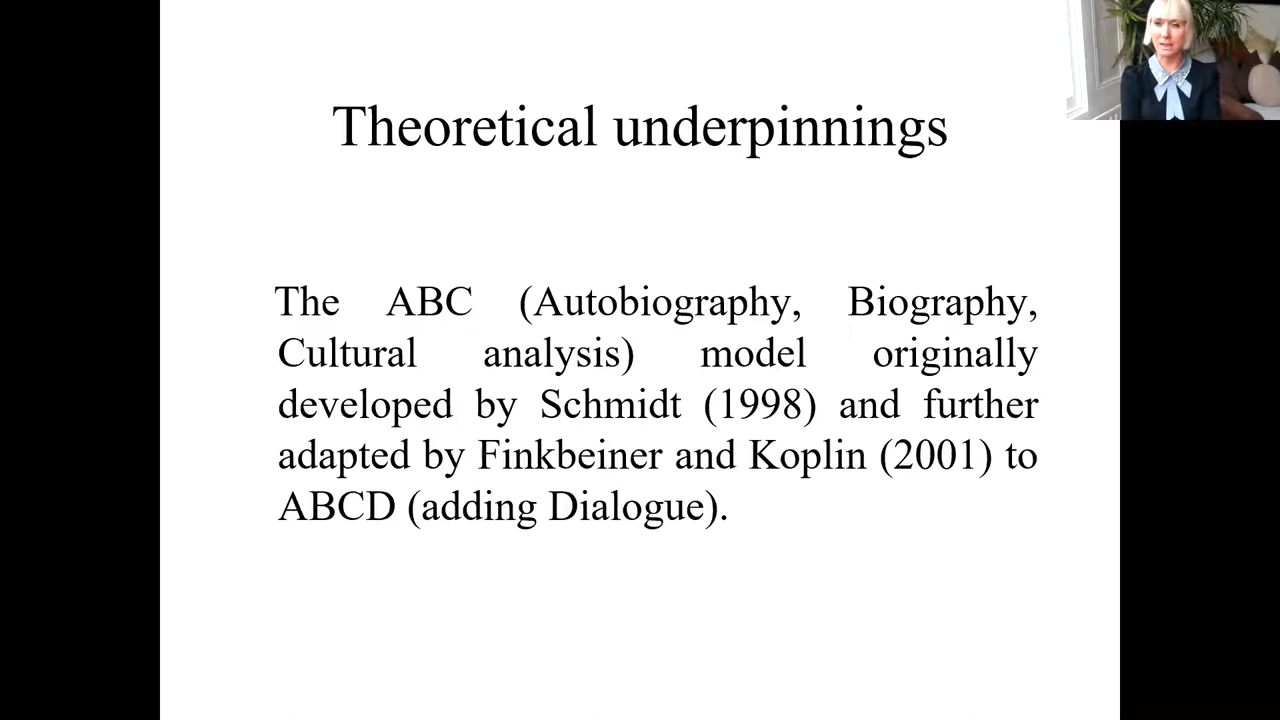 Theoretical underpinnings
The ABC (Autobiography, Biography,
Cultural analysis) model originally
developed by Schmidt (1998) and further
adapted by Finkbeiner and Koplin (2001) to
ABCD (adding Dialogue).